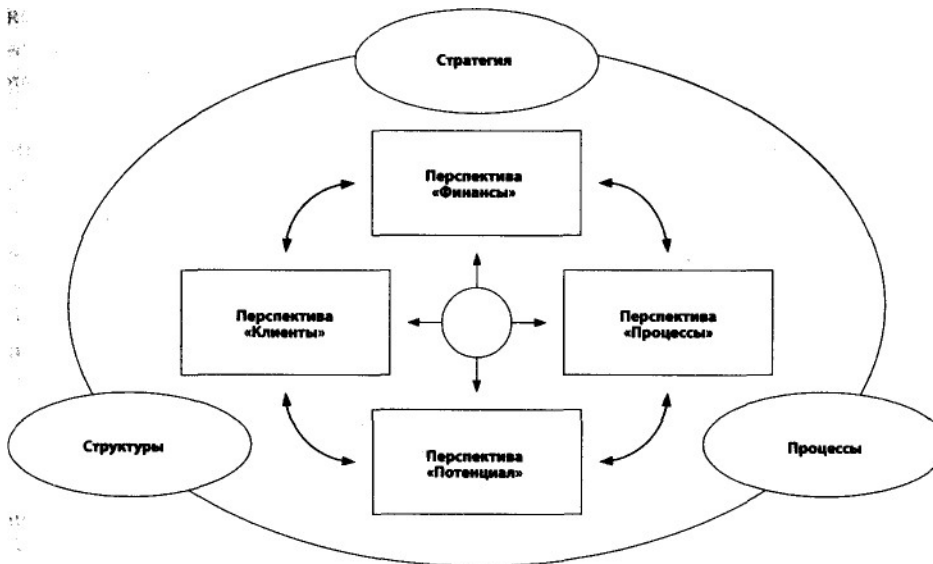 Стратегия
Перспектива
«Финансы»
Перспектива
«Клиенты»
Перспектива
«Процессы»
Структуры
Перспектива
«Потенциал»
Процессы